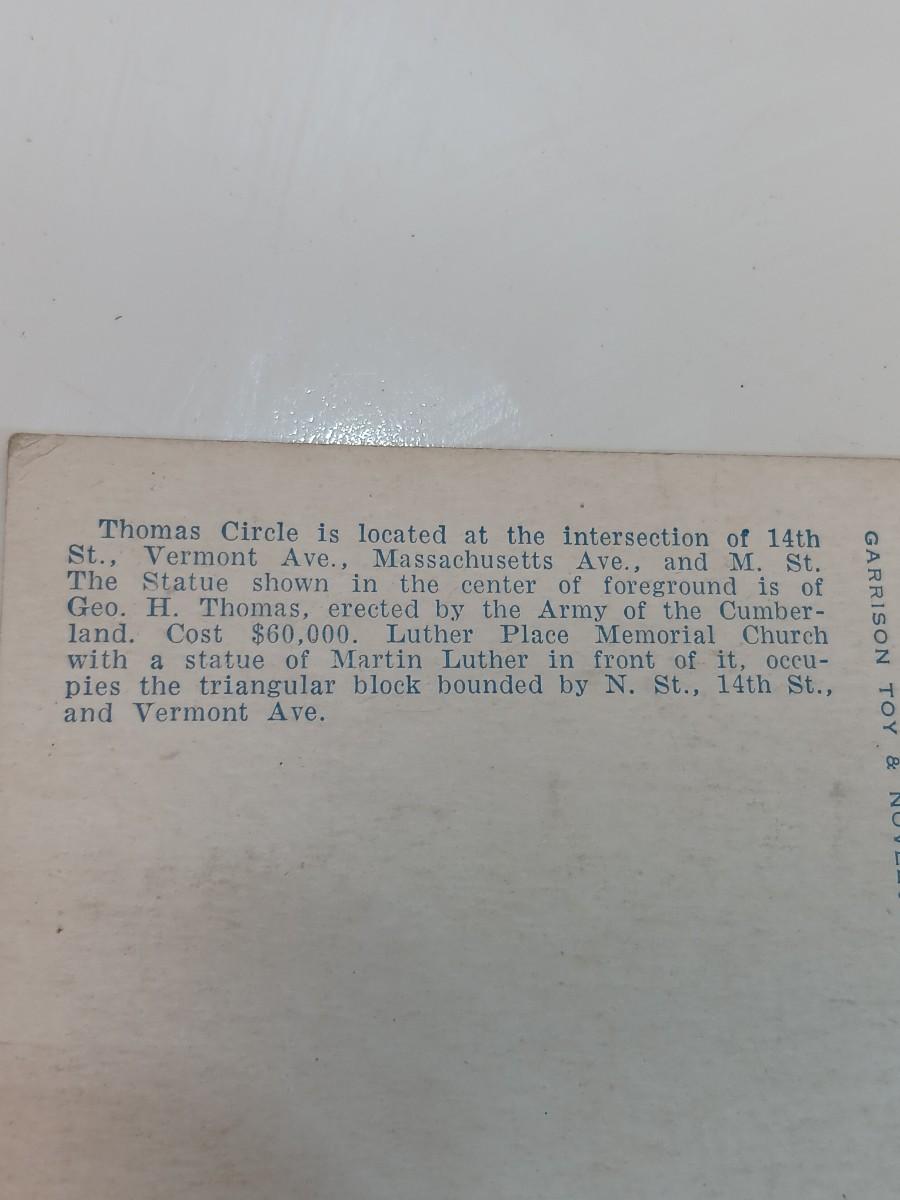 Thomas Circle is located at the intersection of 14th
St., Vermont Ave., Massachusetts Ave., and M. St.
The Statue shown in the center of foreground is of
Geo. H. Thomas, erected by the Army of the Cumber-
land. Cost $60,000. Luther Place Memorial Church
with a statue of Martin Luther in front of it, occu-
pies the triangular block bounded by N. St., 14th St.,
and Vermont Ave.
GARRISON TOY &